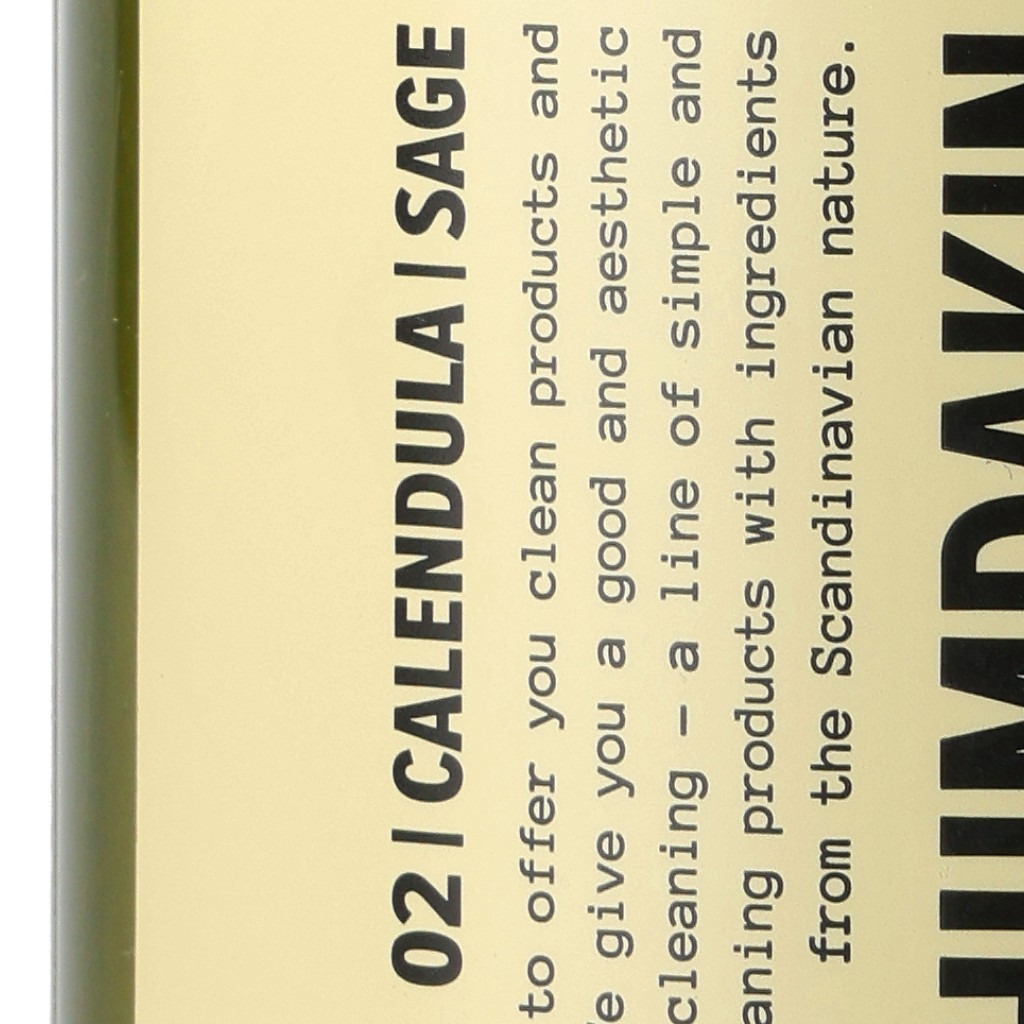 02 | CALENDULA | SAGE
to offer you clean products and
give you a good and aesthetic
cleaning - a line of simple and
products with ingredients
from the Scandinavian nature.
HUMDAKIN